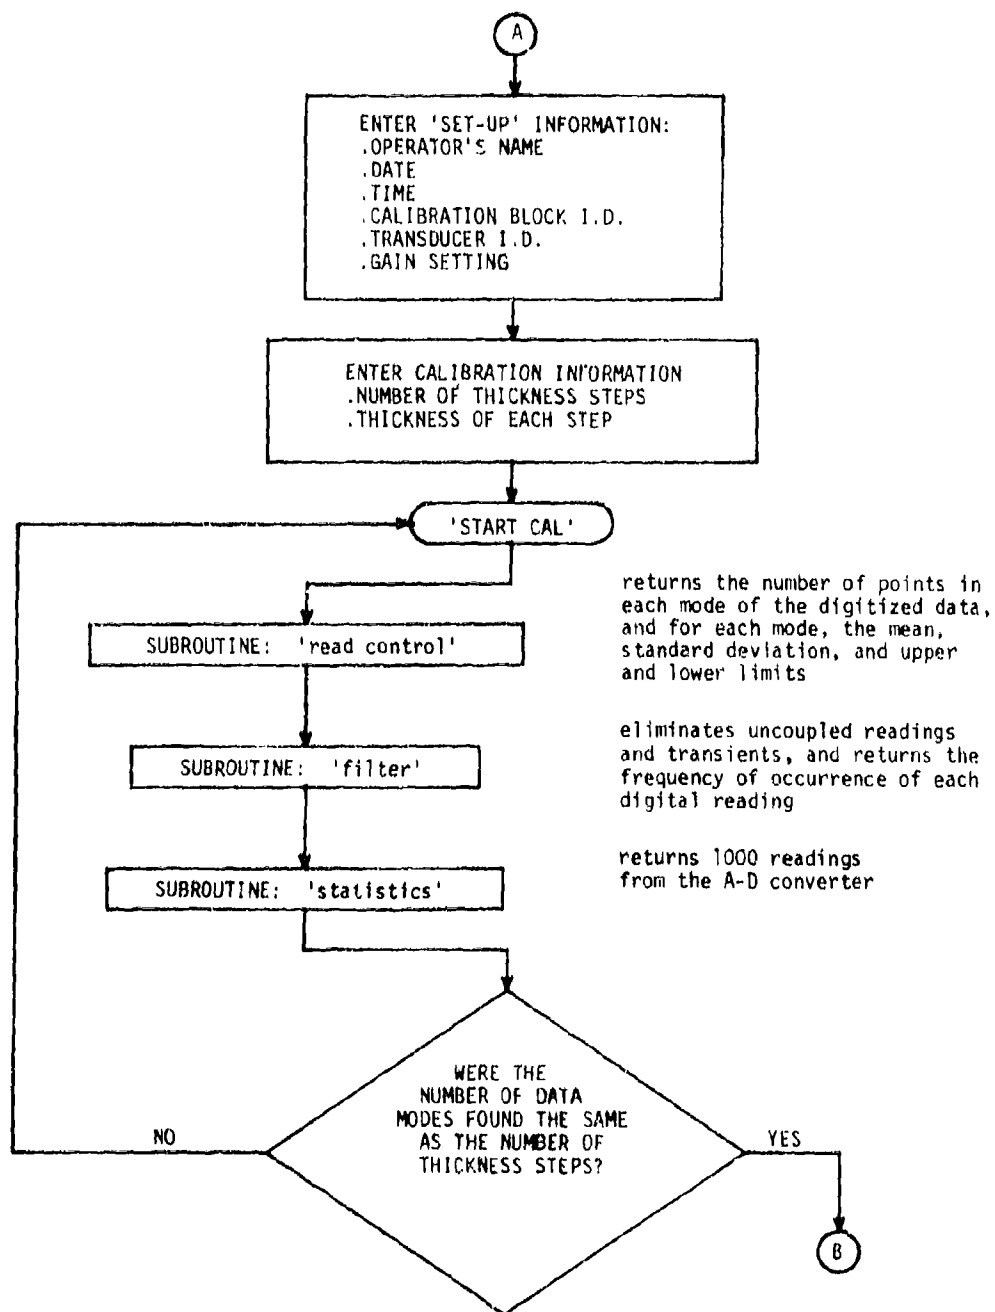 A
ENTER 'SET-UP' INFORMATION:
.OPERATOR'S NAME
.DATE
.TIME
.CALIBRATION BLOCK I.D.
.TRANSDUCER I.D.
.GAIN SETTING
ENTER CALIBRATION INFORMATION
.NUMBER OF THICKNESS STEPS
.THICKNESS OF EACH STEP
'START CAL'
SUBROUTINE: 'read control'
returns the number of points in
each mode of the digitized data,
and for each mode, the mean,
standard deviation, and upper
and lower limits
SUBROUTINE: 'filter'
eliminates uncoupled readings
and transients, and returns the
frequency of occurrence of each
digital reading
SUBROUTINE: 'statistics'
returns 1000 readings
from the A-D converter
WERE THE
NUMBER OF DATA
MODES FOUND THE SAME
AS THE NUMBER OF
THICKNESS STEPS?
NO
YES
B